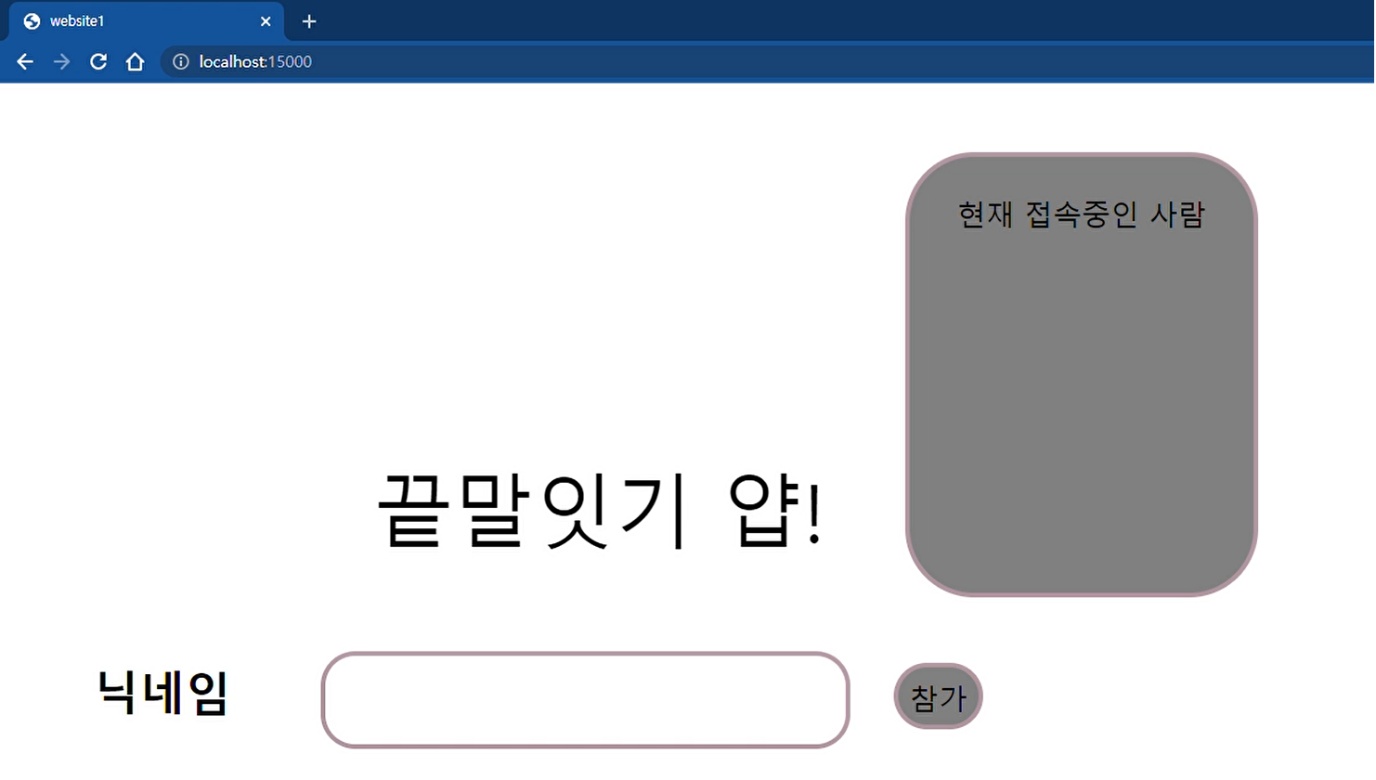 website1
localhost:15000
현재 접속중인 사람
끝말잇기 얍!
닉네임
참가